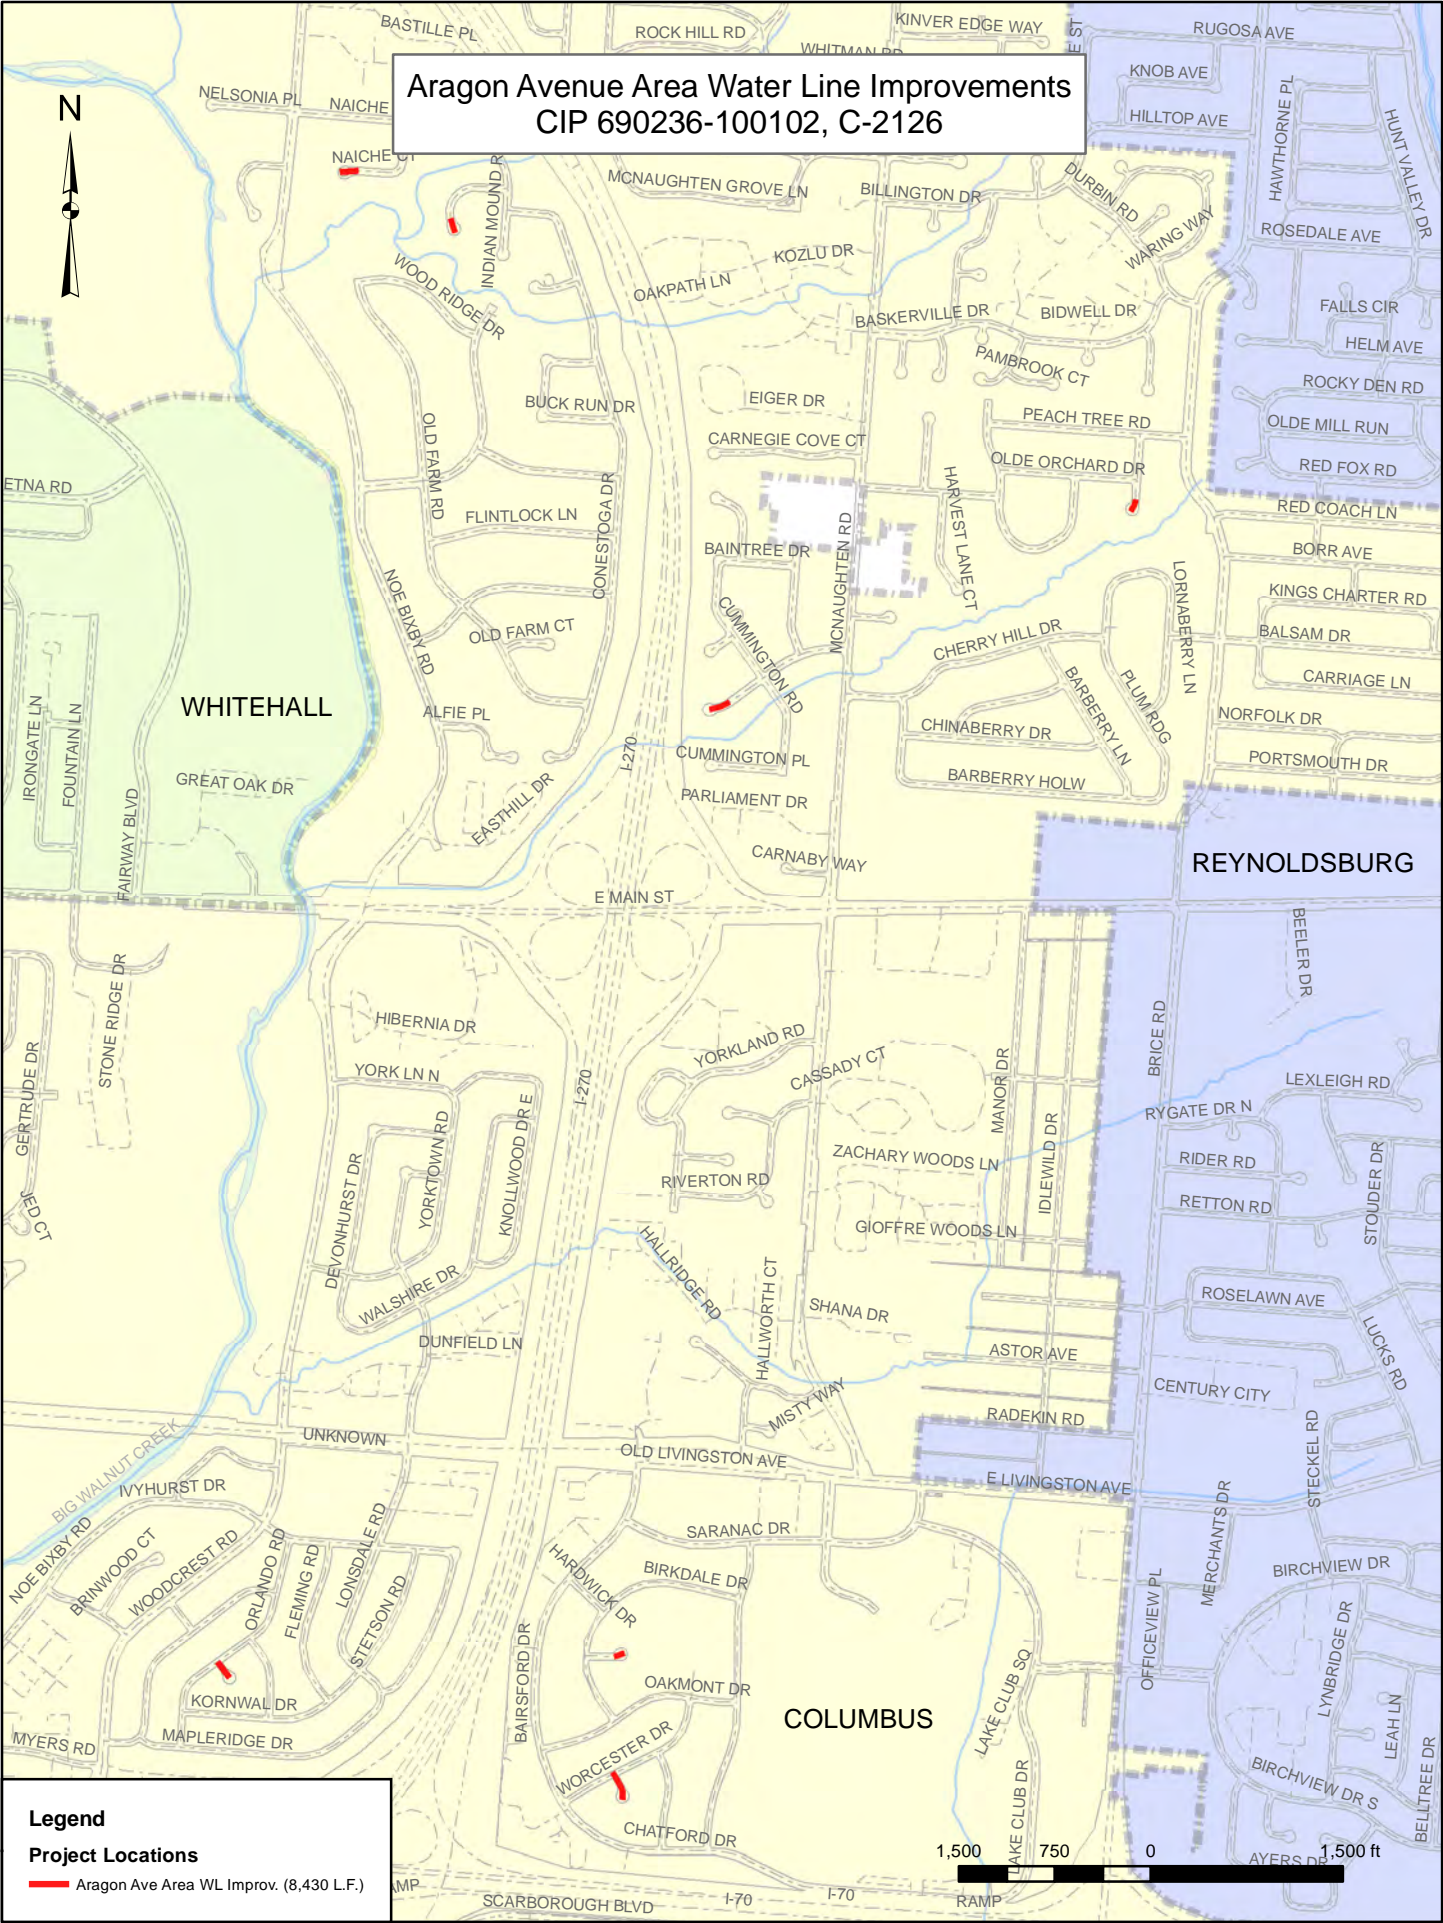 BASTILLE PL
ROCK HILL RD
KINVER EDGE WAY
RUGOSA AVE
WHITMAN RD
E ST
Aragon Avenue Area Water Line Improvements
CIP 690236-100102, C-2126
KNOB AVE
NELSONIA PL
NAICHE
HILLTOP AVE
HAWTHORNE PL
HUNT VALLEY DR
N
NAICHE CT
INDIAN MOUND R
MCNAUGHTEN GROVE LN
BILLINGTON DR
DURBIN RD
WARING WAY
ROSEDALE AVE
WOOD RIDGE DR
OAKPATH LN
KOZLU DR
BASKERVILLE DR
BIDWELL DR
FALLS CIR
HELM AVE
PAMBROOK CT
ROCKY DEN RD
BUCK RUN DR
EIGER DR
PEACH TREE RD
OLDE MILL RUN
OLD FARM RD
CARNEGIE COVE CT
OLDE ORCHARD DR
RED FOX RD
ETNA RD
FLINTLOCK LN
CONESTOGA DR
HARVEST LANE CT
RED COACH LN
BAINTREE DR
MCNAUGHTEN RD
BORR AVE
NOE BIXBY RD
LORNABERRY LN
KINGS CHARTER RD
OLD FARM CT
CUMMINGTON RD
CHERRY HILL DR
BALSAM DR
PLUM RDG
BARBERRY LN
CARRIAGE LN
WHITEHALL
ALFIE PL
IRONGATE LN
FOUNTAIN LN
CHINABERRY DR
NORFOLK DR
I-270
CUMMINGTON PL
PORTSMOUTH DR
GREAT OAK DR
BARBERRY HOLW
EASTHILL DR
PARLIAMENT DR
FAIRWAY BLVD
CARNABY WAY
REYNOLDSBURG
E MAIN ST
BEELER DR
STONE RIDGE DR
HIBERNIA DR
BRICE RD
YORKLAND RD
GERTRUDE DR
YORK LN N
I-270
CASSADY CT
MANOR DR
LEXLEIGH RD
RYGATE DR N
YORKTOWN RD
KNOLLWOOD DR E
IDLEWILD DR
ZACHARY WOODS LN
RIDER RD
STOUDER DR
DEVONHURST DR
RIVERTON RD
RETTON RD
JED CT
GIOFFRE WOODS LN
HALLRIDGE RD
WALSHIRE DR
HALLWORTH CT
SHANA DR
ROSELAWN AVE
DUNFIELD LN
ASTOR AVE
LUCKS RD
MISTY WAY
CENTURY CITY
RADEKIN RD
BIG WALNUT CREEK
UNKNOWN
OLD LIVINGSTON AVE
STECKEL RD
IVYHURST DR
E LIVINGSTON AVE
MERCHANTS DR
NOE BIXBY RD
BRINWOOD CT
WOODCREST RD
ORLANDO RD
FLEMING RD
LONSDALE RD
STETSON RD
SARANAC DR
HARDWICK DR
BIRKDALE DR
BIRCHVIEW DR
OFFICEVIEW PL
LYNBRIDGE DR
BAIRSFORD DR
LAKE CLUB SQ
OAKMONT DR
KORNWAL DR
COLUMBUS
LEAH LN
MYERS RD
MAPLERIDGE DR
WORCESTER DR
BIRCHVIEW DR S
BELLTREE DR
LAKE CLUB DR
CHATFORD DR
Legend
Project Locations
Aragon Ave Area WL Improv. (8,430 L.F.)
1,500 750 0 1,500 ft
AYERS DR
AMP
SCARBOROUGH BLVD
I-70
I-70
RAMP